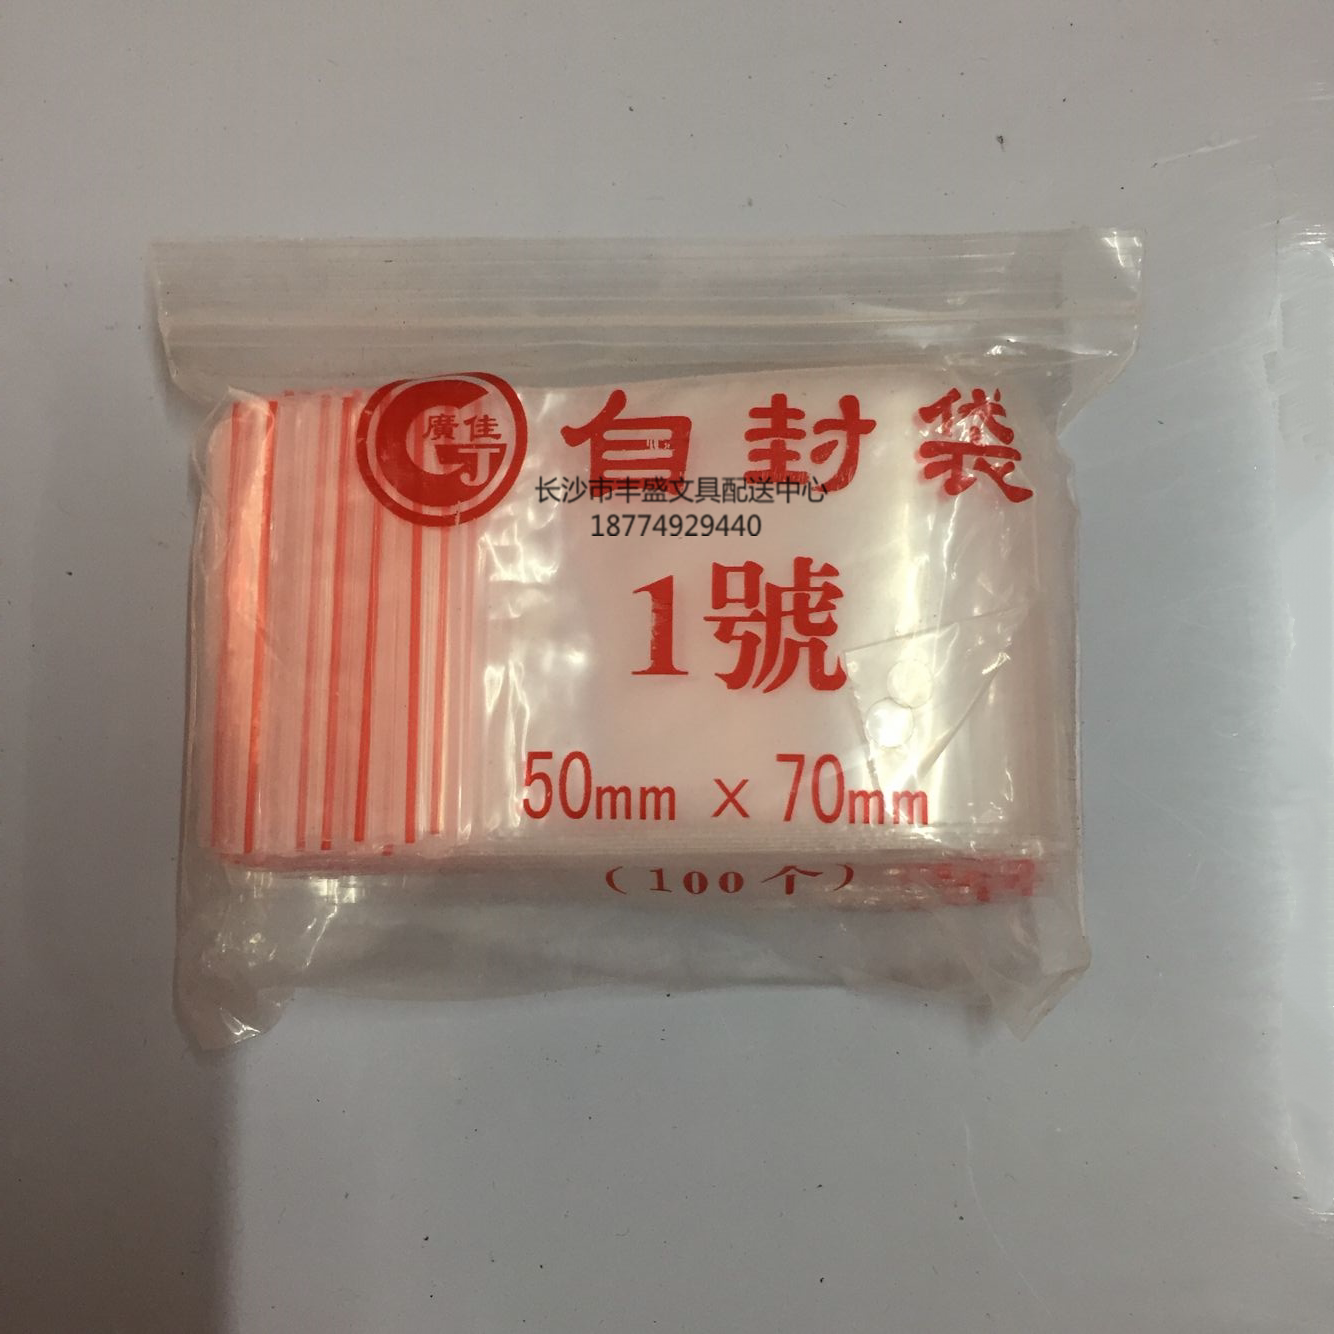 廣佳
GJ
自封袋
长沙市丰盛文具配送中心
18774929440
1號
50mm × 70mm
(100个)